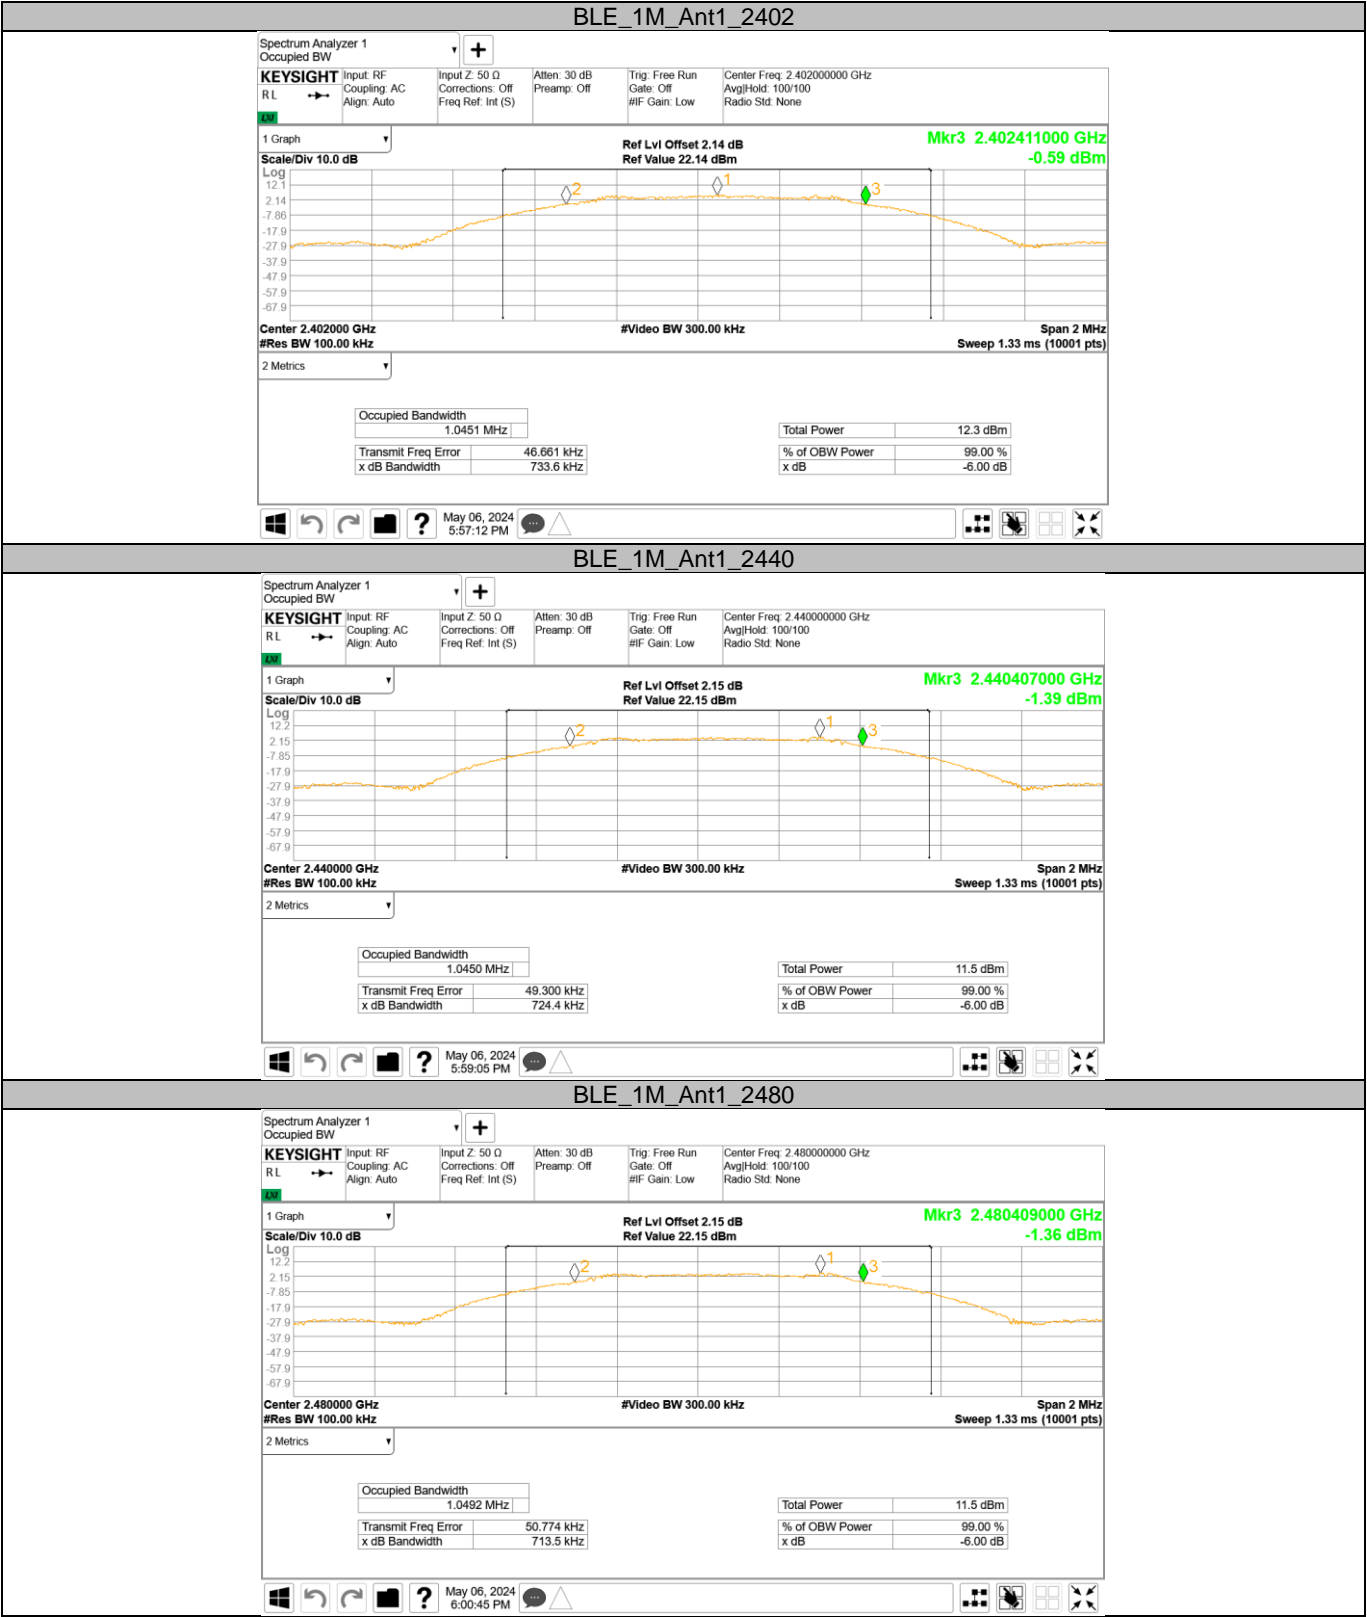 BLE_1M_Ant1_2402
Spectrum Analyzer 1
Occupied BW
KEYSIGHT Input: RF Input Z: 50 Ω Atten: 30 dB Trig: Free Run Center Freq: 2.402000000 GHz
RL Coupling: AC Corrections: Off Preamp: Off Gate: Off Avg|Hold: 100/100
Align: Auto Freq Ref: Int (S) #IF Gain: Low Radio Std: None
LXI
1 Graph Ref Lvl Offset 2.14 dB Mkr3 2.402411000 GHz
Scale/Div 10.0 dB Ref Value 22.14 dBm -0.59 dBm
Log
12.1 2 1 3
2.14
-7.86
-17.9
-27.9
-37.9
-47.9
-57.9
-67.9
Center 2.402000 GHz #Video BW 300.00 kHz Span 2 MHz
#Res BW 100.00 kHz Sweep 1.33 ms (10001 pts)
2 Metrics
Occupied Bandwidth
1.0451 MHz Total Power 12.3 dBm
Transmit Freq Error 46.661 kHz % of OBW Power 99.00 %
x dB Bandwidth 733.6 kHz x dB -6.00 dB
? May 06, 2024
5:57:12 PM
BLE_1M_Ant1_2440
Spectrum Analyzer 1
Occupied BW
KEYSIGHT Input: RF Input Z: 50 Ω Atten: 30 dB Trig: Free Run Center Freq: 2.440000000 GHz
RL Coupling: AC Corrections: Off Preamp: Off Gate: Off Avg|Hold: 100/100
Align: Auto Freq Ref: Int (S) #IF Gain: Low Radio Std: None
LXI
1 Graph Ref Lvl Offset 2.15 dB Mkr3 2.440407000 GHz
Scale/Div 10.0 dB Ref Value 22.15 dBm -1.39 dBm
Log
12.2 2 1 3
2.15
-7.85
-17.9
-27.9
-37.9
-47.9
-57.9
-67.9
Center 2.440000 GHz #Video BW 300.00 kHz Span 2 MHz
#Res BW 100.00 kHz Sweep 1.33 ms (10001 pts)
2 Metrics
Occupied Bandwidth
1.0450 MHz Total Power 11.5 dBm
Transmit Freq Error 49.300 kHz % of OBW Power 99.00 %
x dB Bandwidth 724.4 kHz x dB -6.00 dB
? May 06, 2024
5:59:05 PM
BLE_1M_Ant1_2480
Spectrum Analyzer 1
Occupied BW
KEYSIGHT Input: RF Input Z: 50 Ω Atten: 30 dB Trig: Free Run Center Freq: 2.480000000 GHz
RL Coupling: AC Corrections: Off Preamp: Off Gate: Off Avg|Hold: 100/100
Align: Auto Freq Ref: Int (S) #IF Gain: Low Radio Std: None
LXI
1 Graph Ref Lvl Offset 2.15 dB Mkr3 2.480409000 GHz
Scale/Div 10.0 dB Ref Value 22.15 dBm -1.36 dBm
Log
12.2 2 1 3
2.15
-7.85
-17.9
-27.9
-37.9
-47.9
-57.9
-67.9
Center 2.480000 GHz #Video BW 300.00 kHz Span 2 MHz
#Res BW 100.00 kHz Sweep 1.33 ms (10001 pts)
2 Metrics
Occupied Bandwidth
1.0492 MHz Total Power 11.5 dBm
Transmit Freq Error 50.774 kHz % of OBW Power 99.00 %
x dB Bandwidth 713.5 kHz x dB -6.00 dB
? May 06, 2024
6:00:45 PM